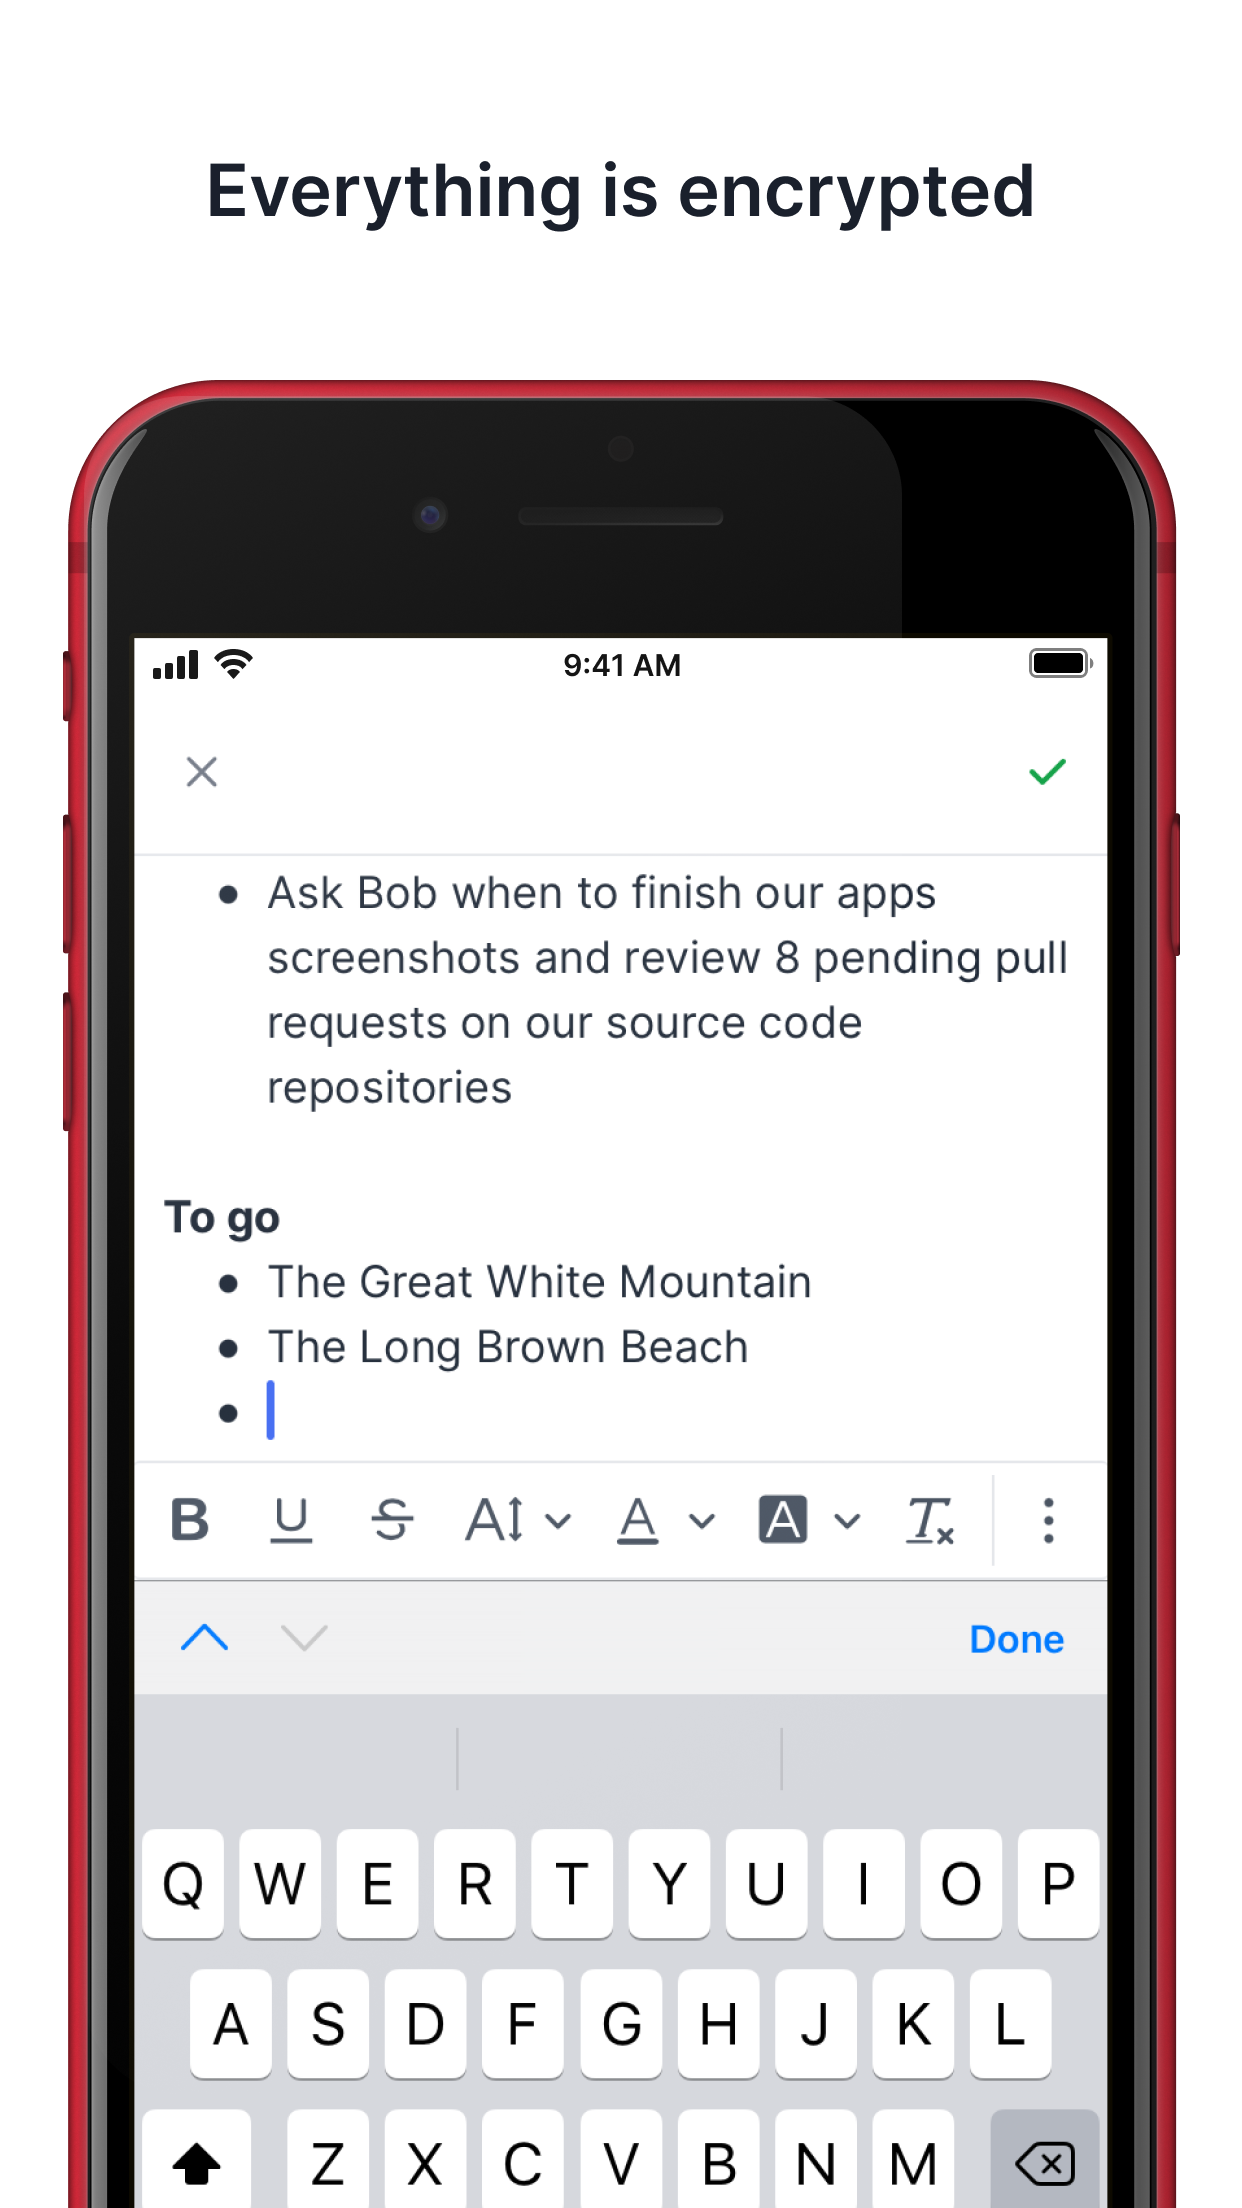 Everything is encrypted
9:41 AM
Ask Bob when to finish our apps
screenshots and review 8 pending pull
requests on our source code
repositories
To go
The Great White Mountain
The Long Brown Beach
B U S A A A T
Done
Q W E R T Y U I O P
A S D F G H J K L
Z X C V B N M